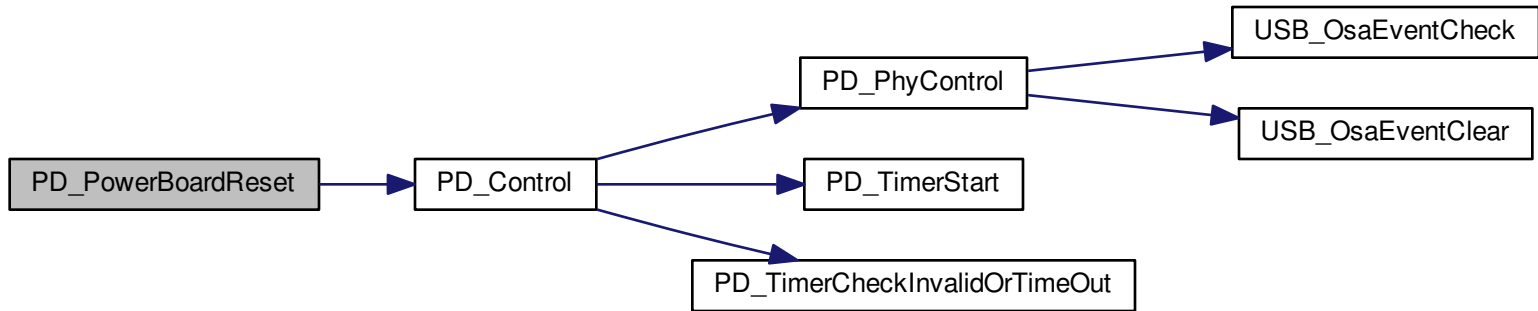 USB_OsaEventCheck
PD_PhyControl
USB_OsaEventClear
PD_PowerBoardReset
PD_Control
PD_TimerStart
PD_TimerCheckInvalidOrTimeOut